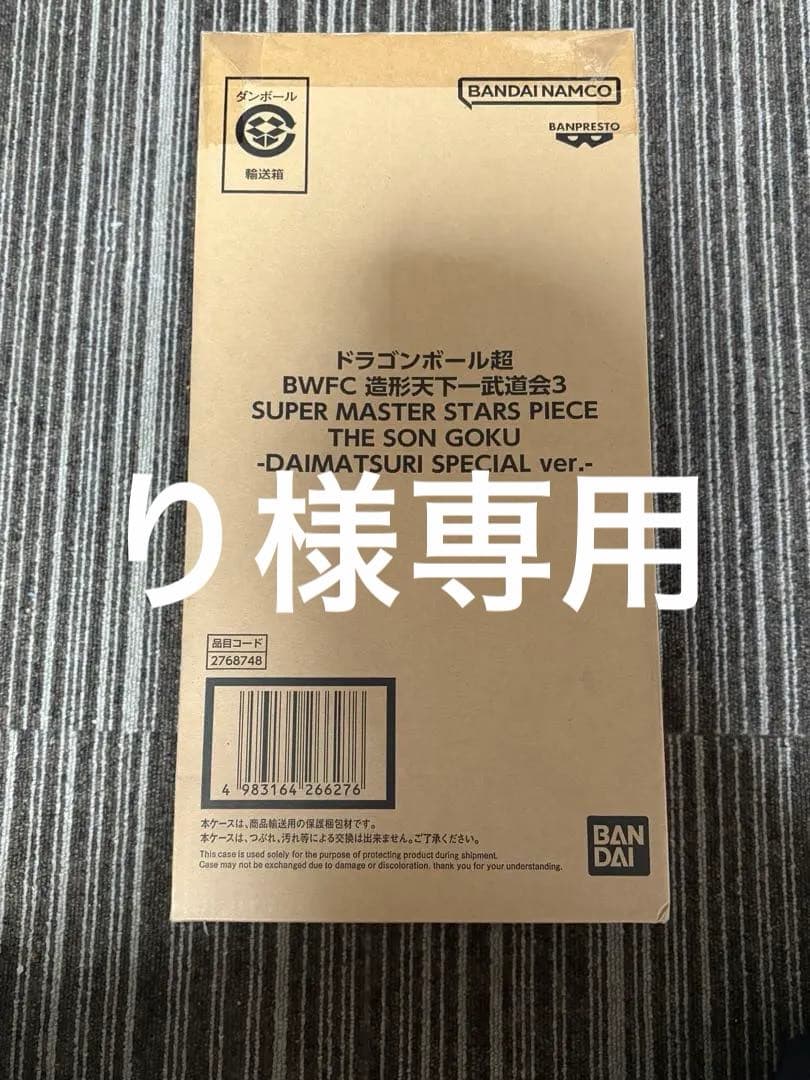 ダンボール
輸送箱
BANDAI NAMCO
BANPRESTO
ドラゴンボール超
BWFC 造形天下一武道会3
SUPER MASTER STARS PIECE
THE SON GOKU
-DAIMATSURI SPECIAL ver.-
り様専用
品目コード
2768748
4 983164 266276
本ケースは、商品輸送用の保護梱包材です。
本ケースは、つぶれ、汚れ等による交換は出来ません。ご了承ください。
This case is used solely for the purpose of protecting product during shipment.
Case may not be exchanged due to damage or discoloration. thank you for your understanding.
BAN
DAI